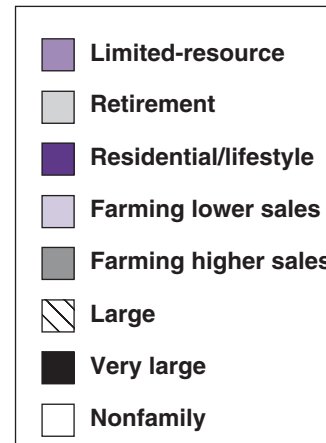 Limited-resource
Retirement
Residential/lifestyle
Farming lower sales
Farming higher sales
Large
Very large
Nonfamily